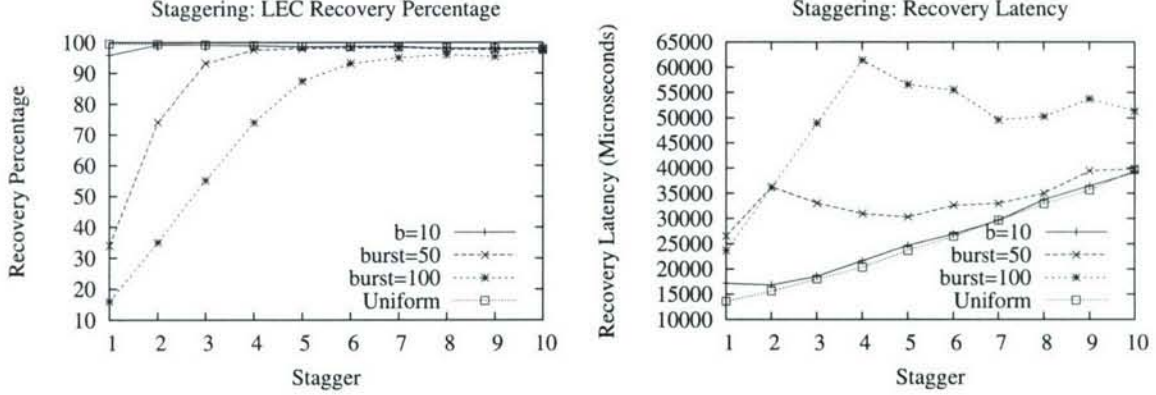 Staggering: LEC Recovery Percentage
Recovery Percentage
100
90
80
70
60
50
40
30
20
10
b=10
burst=50
burst=100
Uniform
1 2 3 4 5 6 7 8 9 10
Stagger
Staggering: Recovery Latency
Recovery Latency (Microseconds)
65000
60000
55000
50000
45000
40000
35000
30000
25000
20000
15000
10000
b=10
burst=50
burst=100
Uniform
1 2 3 4 5 6 7 8 9 10
Stagger